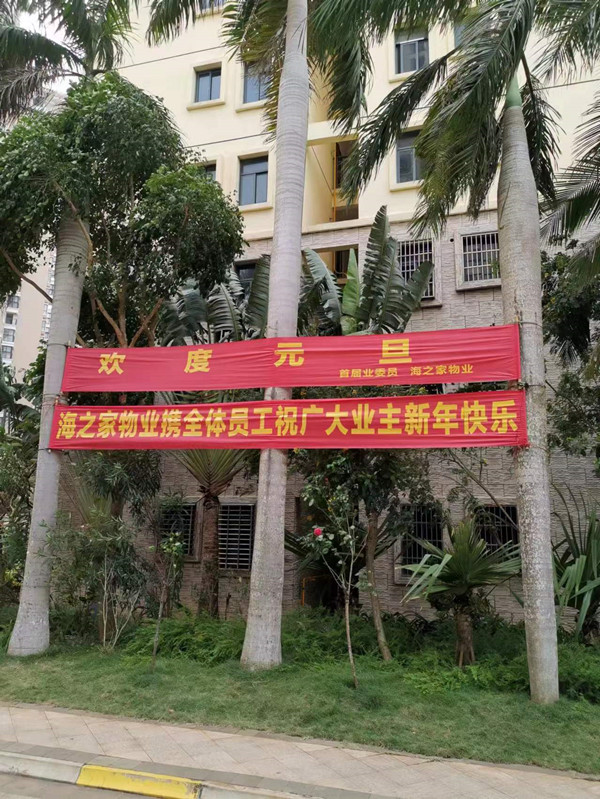 欢度元旦
首届业委员 海之家物业
海之家物业携全体员工祝广大业主新年快乐